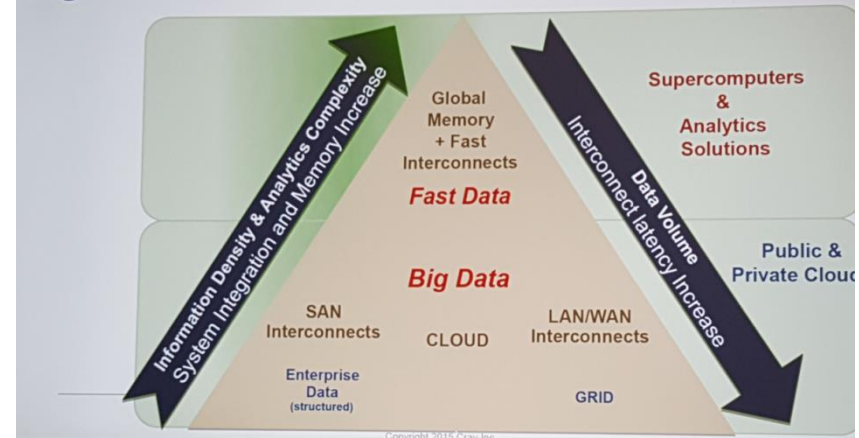 Information Density & Analytics Complexity
System Integration and Memory Increase
Global
Memory
+ Fast
Interconnects
Fast Data
Big Data
SAN
Interconnects
CLOUD
LAN/WAN
Interconnects
Enterprise
Data
(structured)
GRID
Data Volume
Interconnect latency Increase
Supercomputers
&
Analytics
Solutions
Public &
Private Cloud
Copyright 2015 Cray Inc.